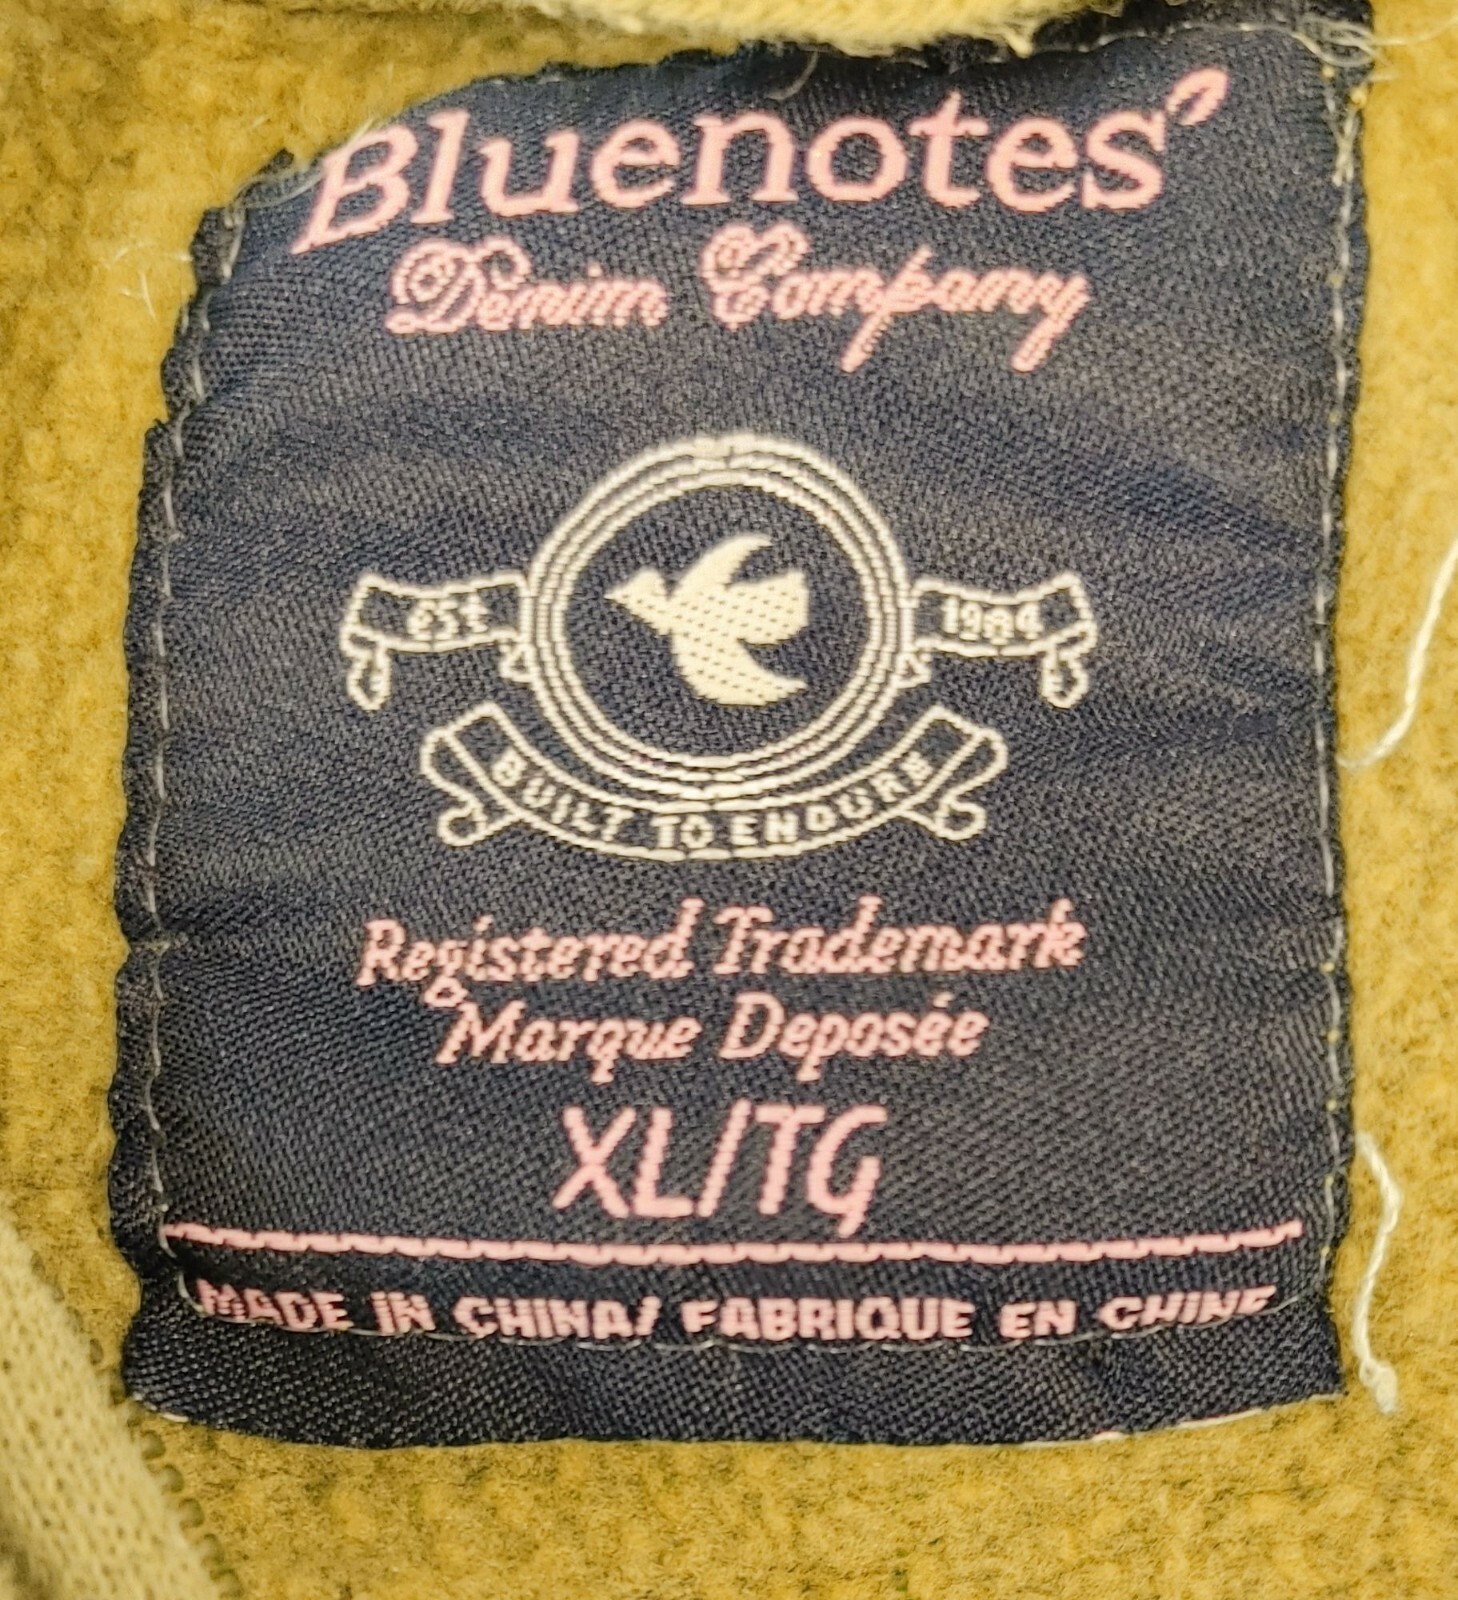 Bluenotes
Denim Company
Est 1984
BUILT TO ENDURE
Registered Trademark
Marque Deposée
XL/TG
MADE IN CHINA/ FABRIQUE EN CHINE